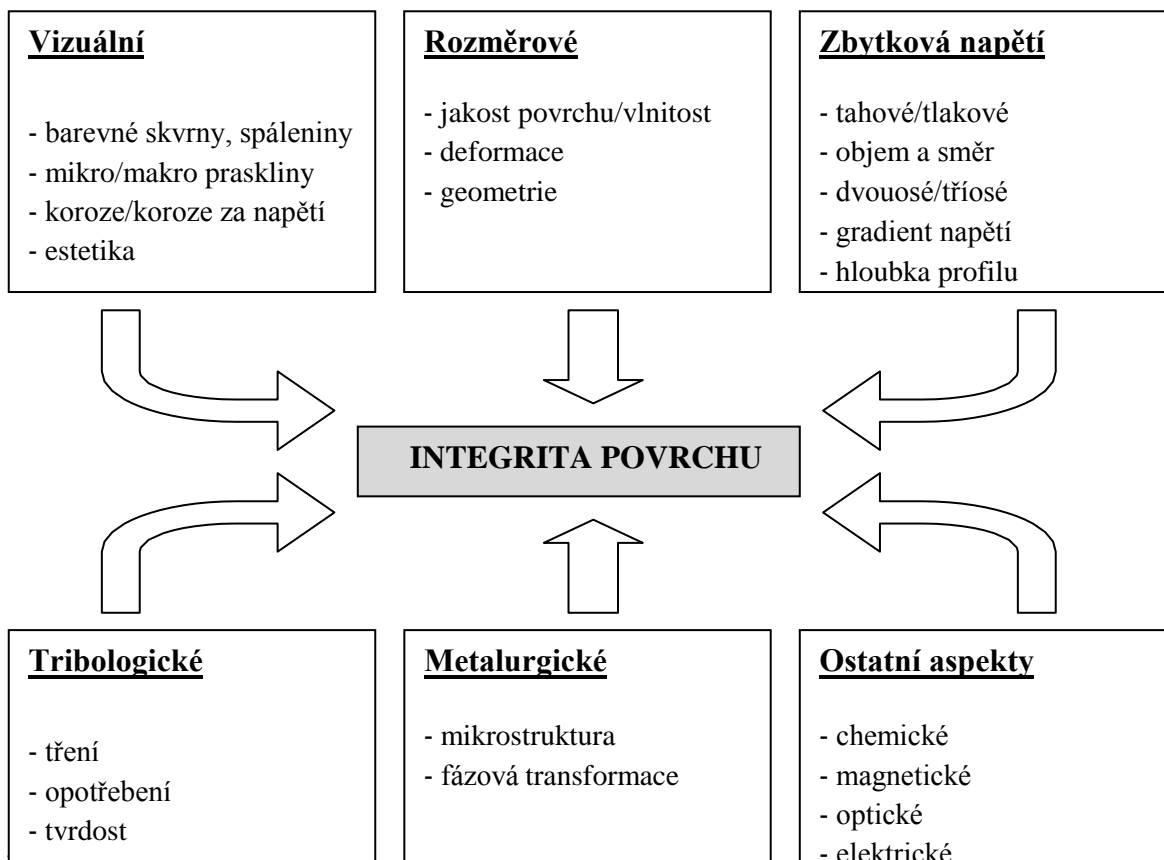 Vizuální
- barevné skvrny, spáleniny
- mikro/makro praskliny
- koroze/koroze za napětí
- estetika
Rozměrové
- jakost povrchu/vlnitost
- deformace
- geometrie
Zbytková napětí
- tahové/tlakové
- objem a směr
- dvouosé/tříosé
- gradient napětí
- hloubka profilu
INTEGRITA POVRCHU
Tribologické
- tření
- opotřebení
- tvrdost
Metalurgické
- mikrostruktura
- fázová transformace
Ostatní aspekty
- chemické
- magnetické
- optické
- elektrické